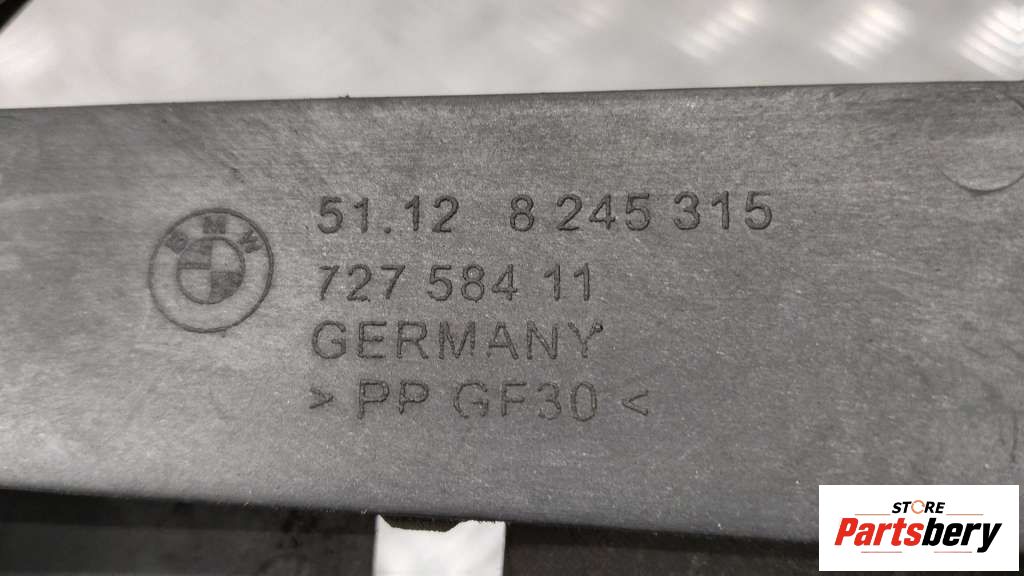 BMW
51.12 8 245 315
727 584 11
GERMANY
> PP GF30 <
STORE
Partsbery